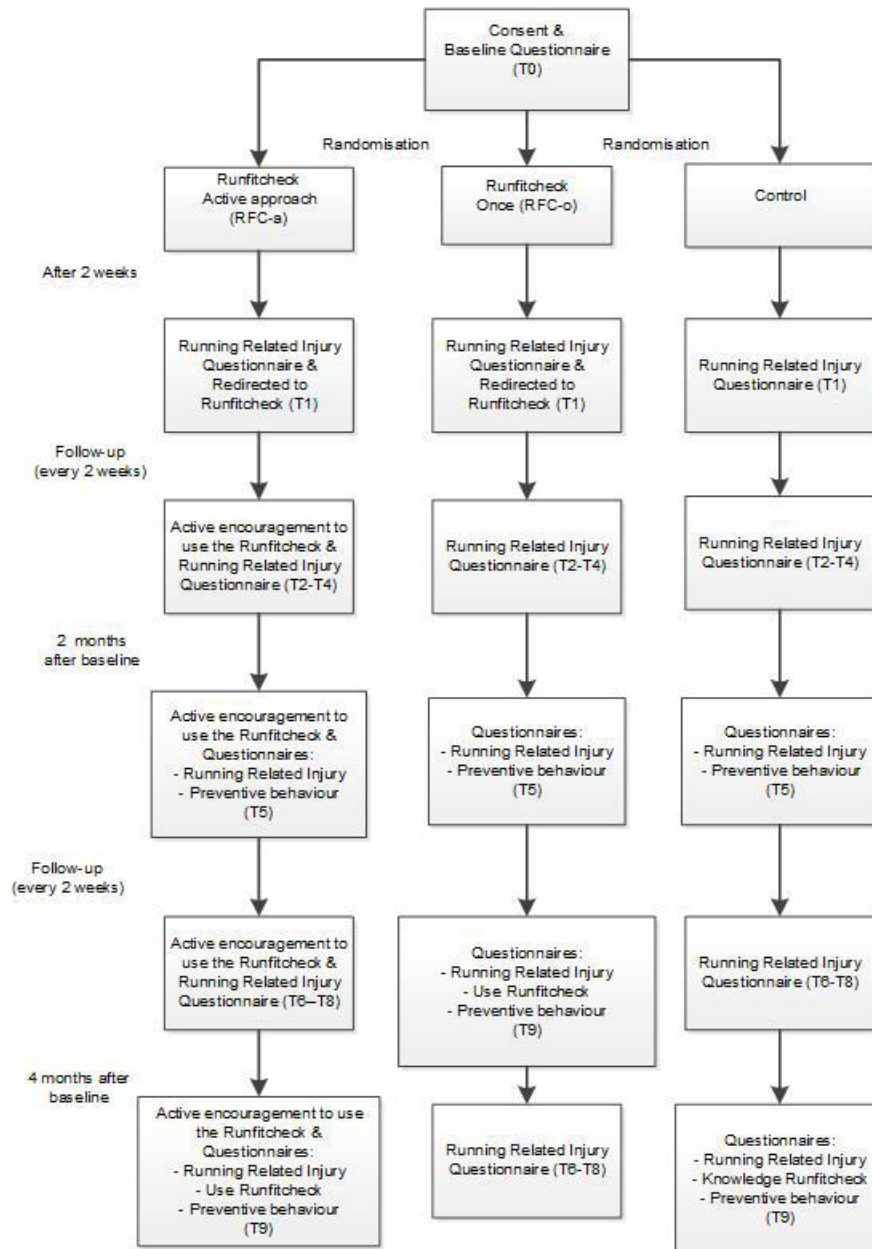 Consent &
Baseline Questionnaire
(T0)
Randomisation
Randomisation
Runfitcheck
Active approach
(RFC-a)
Runfitcheck
Once (RFC-o)
Control
After 2 weeks
Running Related Injury
Questionnaire &
Redirected to
Runfitcheck (T1)
Running Related Injury
Questionnaire &
Redirected to
Runfitcheck (T1)
Running Related Injury
Questionnaire (T1)
Follow-up
(every 2 weeks)
Active encouragement to
use the Runfitcheck &
Running Related Injury
Questionnaire (T2-T4)
Running Related Injury
Questionnaire (T2-T4)
Running Related Injury
Questionnaire (T2-T4)
2 months
after baseline
Active encouragement to
use the Runfitcheck &
Questionnaires:
- Running Related Injury
- Preventive behaviour
(T5)
Questionnaires:
- Running Related Injury
- Preventive behaviour
(T5)
Questionnaires:
- Running Related Injury
- Preventive behaviour
(T5)
Follow-up
(every 2 weeks)
Active encouragement to
use the Runfitcheck &
Running Related Injury
Questionnaire (T6–T8)
Questionnaires:
- Running Related Injury
- Use Runfitcheck
- Preventive behaviour
(T9)
Running Related Injury
Questionnaire (T6-T8)
4 months after
baseline
Active encouragement to use
the Runfitcheck &
Questionnaires:
- Running Related Injury
- Use Runfitcheck
- Preventive behaviour
(T9)
Running Related Injury
Questionnaire (T6-T8)
Questionnaires:
- Running Related Injury
- Knowledge Runfitcheck
- Preventive behaviour
(T9)